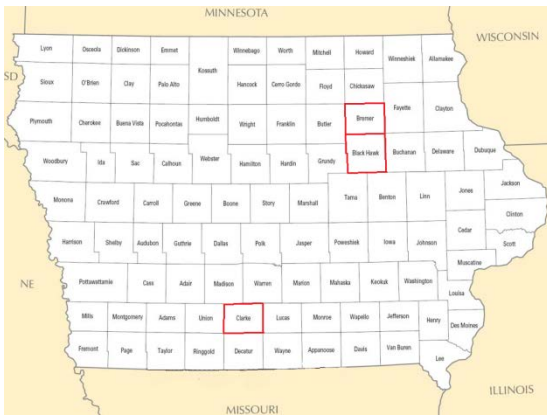 MINNESOTA
WISCONSIN
SD
NE
ILLINOIS
MISSOURI
Lyon Osceola Dickinson Emmet Kossuth Winnebago Worth Mitchell Howard Winneshiek Allamakee
Sioux O'Brien Clay Palo Alto Hancock Cerro Gordo Floyd Chickasaw
Fayette Clayton
Plymouth Cherokee Buena Vista Pocahontas Humboldt Wright Franklin Butler Bremer
Woodbury Ida Sac Calhoun Webster Hamilton Hardin Grundy Black Hawk Buchanan Delaware Dubuque
Monona Crawford Carroll Greene Boone Story Marshall Tama Benton Linn Jones Jackson
Clinton
Harrison Shelby Audubon Guthrie Dallas Polk Jasper Poweshiek Iowa Johnson Cedar Scott
Muscatine
Pottawattamie Cass Adair Madison Warren Marion Mahaska Keokuk Washington
Louisa
Mills Montgomery Adams Union Clarke Lucas Monroe Wapello Jefferson Henry Des Moines
Fremont Page Taylor Ringgold Decatur Wayne Appanoose Davis Van Buren Lee